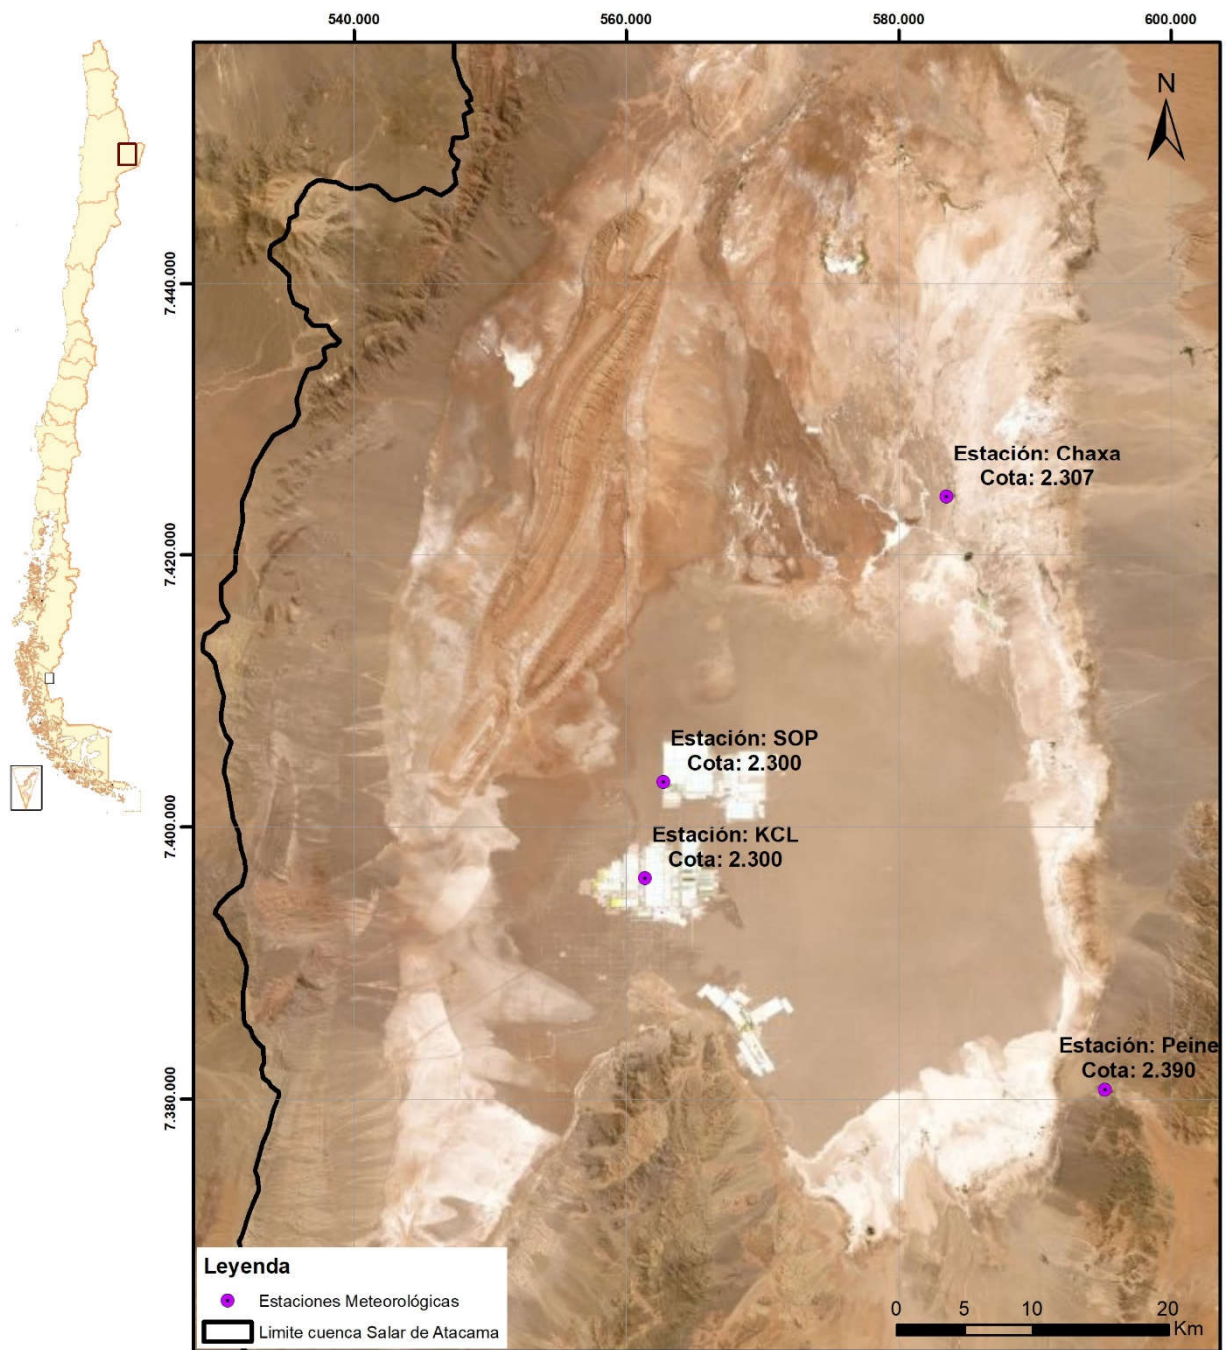 540.000
560.000
580.000
600.000
N
7.440.000
Estación: Chaxa
Cota: 2.307
7.420.000
Estación: SOP
Cota: 2.300
7.400.000
Estación: KCL
Cota: 2.300
Estación: Peine
Cota: 2.390
7.380.000
Leyenda
Estaciones Meteorológicas
Limite cuenca Salar de Atacama
0 5 10 20
Km